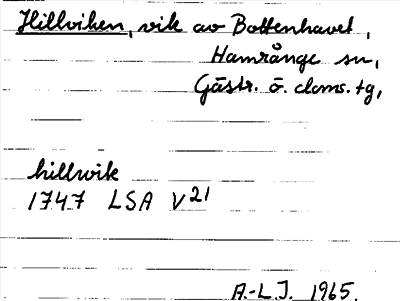 Hillviken, vik av Bottenhavet,
Hamrånge sn,
Gästr. ö. doms. tg,
hillwik
1747 LSA V21
A.-L.J. 1965.